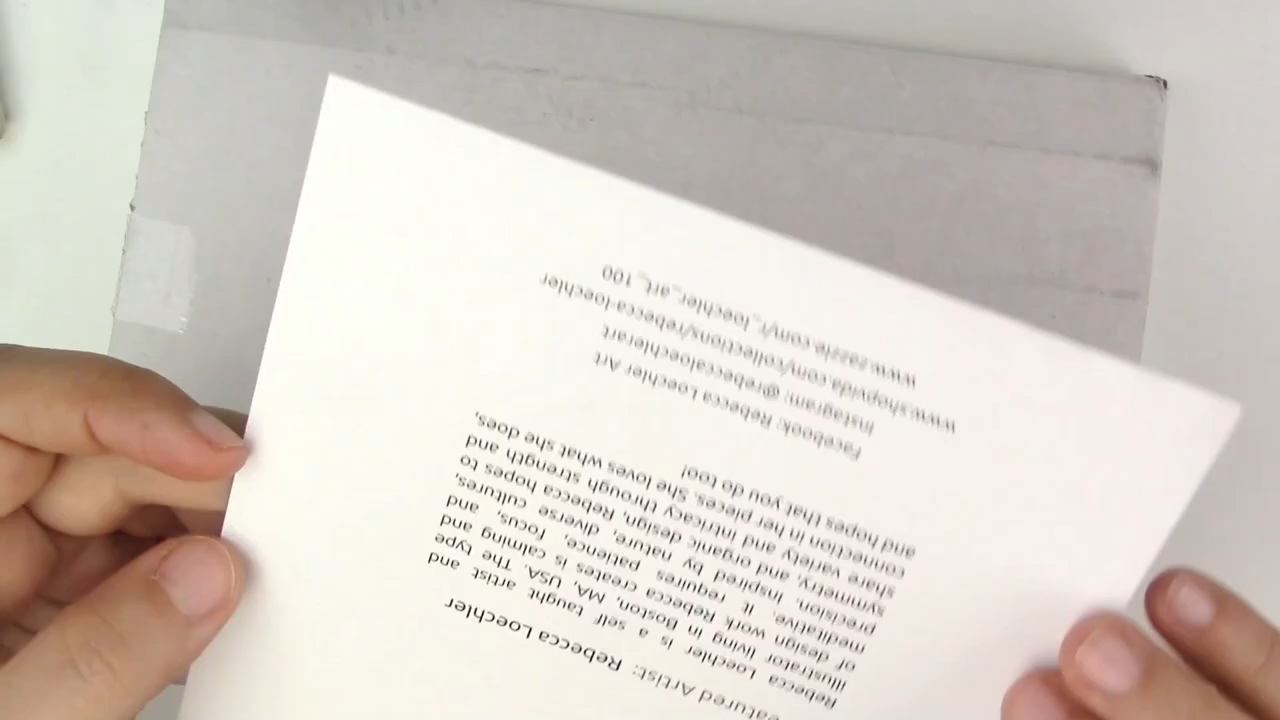 eatured Artist: Rebecca Loechler
Rebecca Loechler is a self taught artist and
illustrator living in Boston, MA, USA. The type
of design work Rebecca creates is calming and
meditative. It requires patience, focus, and
precision. Inspired by nature, diverse cultures,
symmetry, and organic design, Rebecca hopes to
share variety and intricacy through strength and
connection in her pieces. She loves what she does,
and hopes that you do too!
Facebook: Rebecca Loechler Art
Instagram: @rebeccaloechlerart
www.shopvida.com/collections/rebecca-loechler
www.zazzle.com/r_loechler_art_100